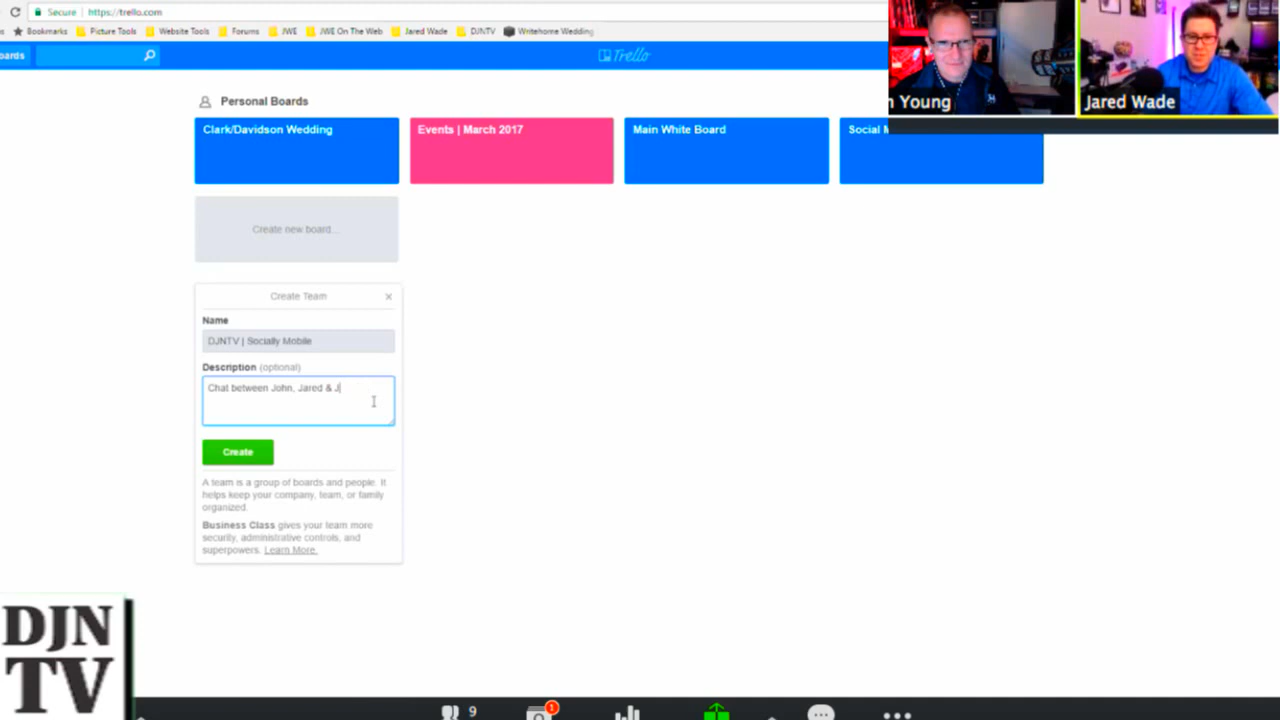 Secure https://trello.com
Bookmarks Picture Tools Website Tools Forums JWE JWE On The Web Jared Wade DJNTV Writehome Wedding
oards
Trello
n Young
Jared Wade
Personal Boards
Clark/Davidson Wedding
Events | March 2017
Main White Board
Social M
Create new board...
Create Team
Name
DJNTV | Socially Mobile
Description (optional)
Chat between John, Jared & J
Create
A team is a group of boards and people. It
helps keep your company, team, or family
organized.
Business Class gives your team more
security, administrative controls, and
superpowers. Learn More.
DJN
TV
9
1